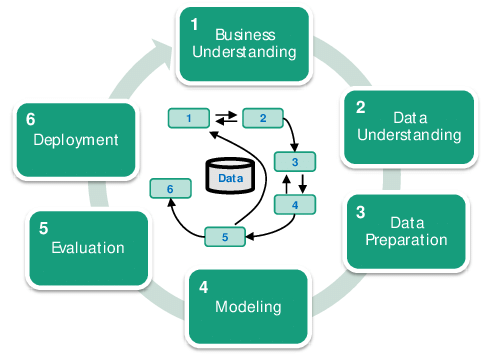 1
Business
Understanding
2
Data
Understanding
3
Data
Preparation
4
Modeling
5
Evaluation
6
Deployment
1
2
3
4
5
6
Data